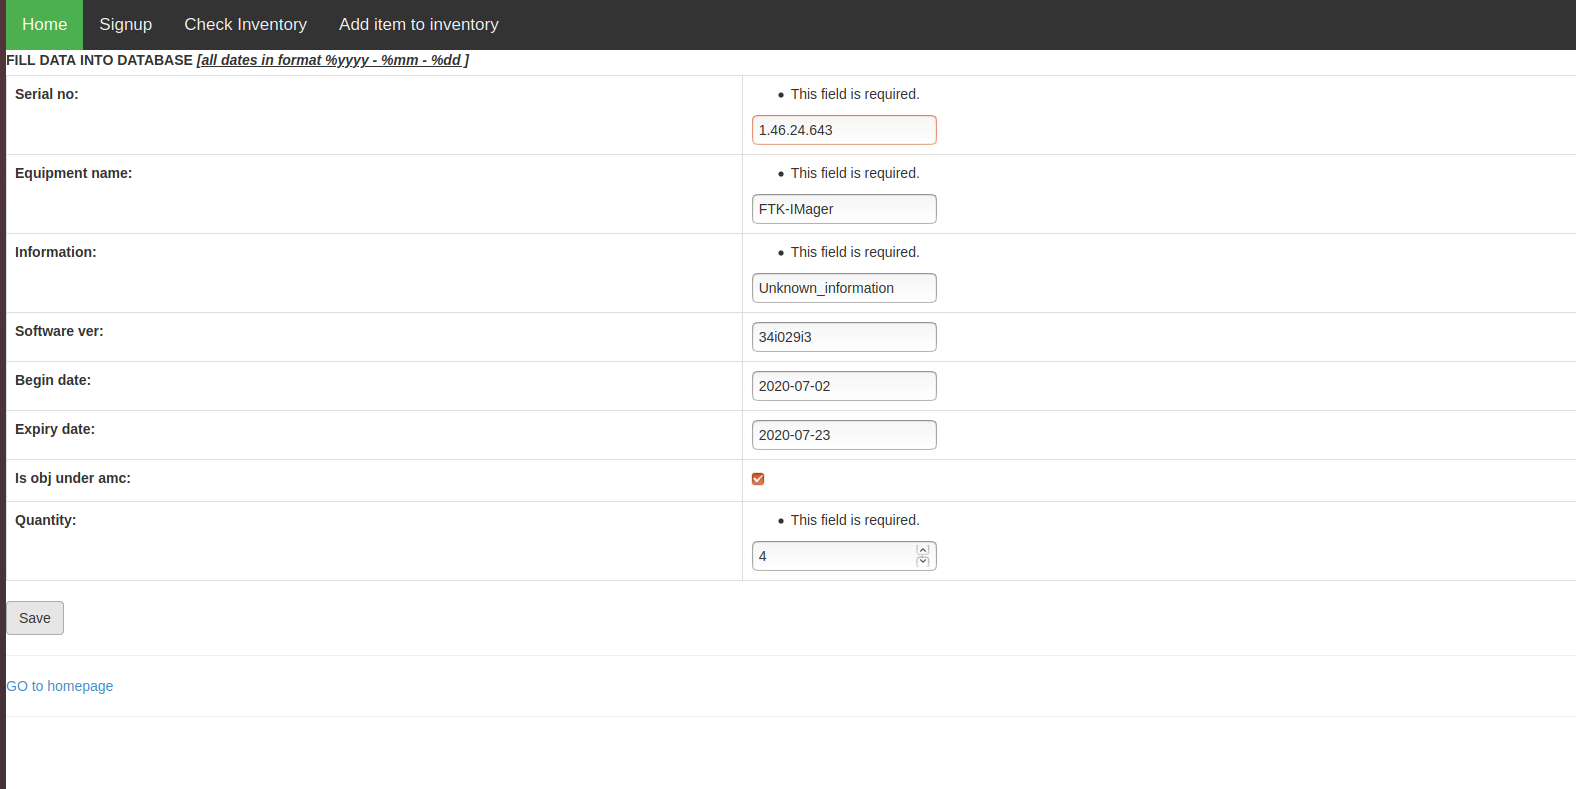 Home Signup Check Inventory Add item to inventory
FILL DATA INTO DATABASE [all dates in format %yyyy - %mm - %dd ]
Serial no:
• This field is required.
1.46.24.643
Equipment name:
• This field is required.
FTK-IMager
Information:
• This field is required.
Unknown_information
Software ver:
34i029i3
Begin date:
2020-07-02
Expiry date:
2020-07-23
Is obj under amc:
Quantity:
• This field is required.
4
Save
GO to homepage